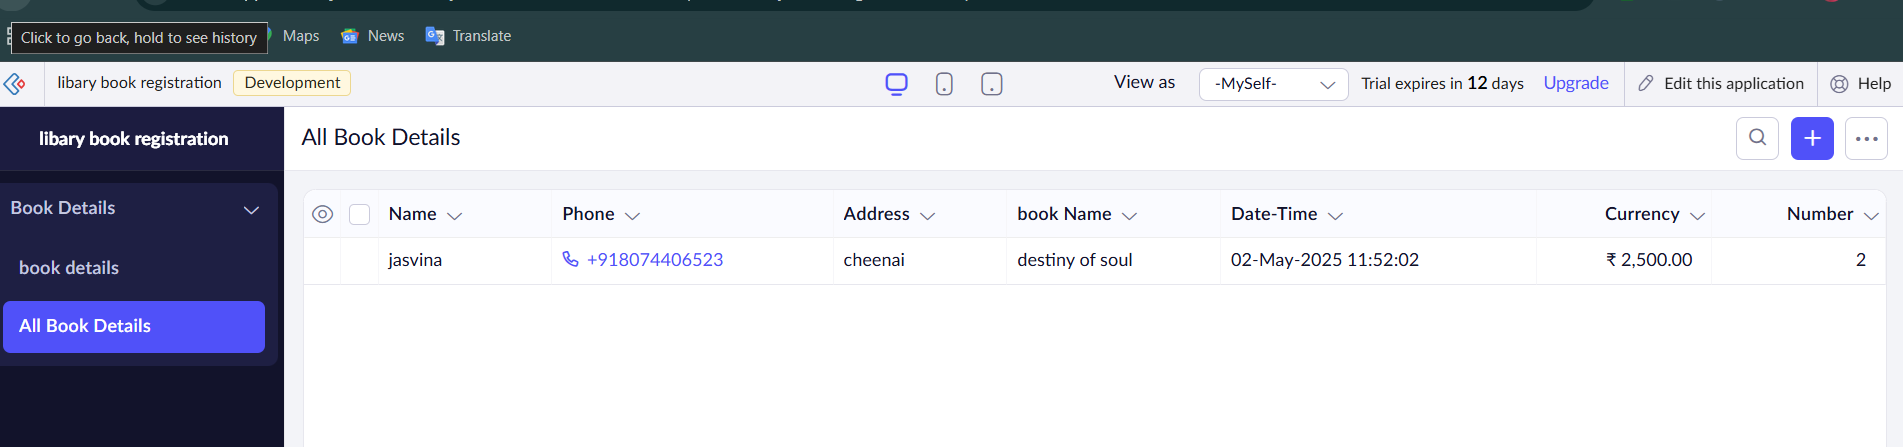 Click to go back, hold to see history
Maps
News
Translate
libary book registration
Development
View as
-MySelf-
Trial expires in 12 days
Upgrade
Edit this application
Help
libary book registration
All Book Details
Book Details
book details
All Book Details
Name
Phone
Address
book Name
Date-Time
Currency
Number
jasvina
+918074406523
cheenai
destiny of soul
02-May-2025 11:52:02
₹ 2,500.00
2